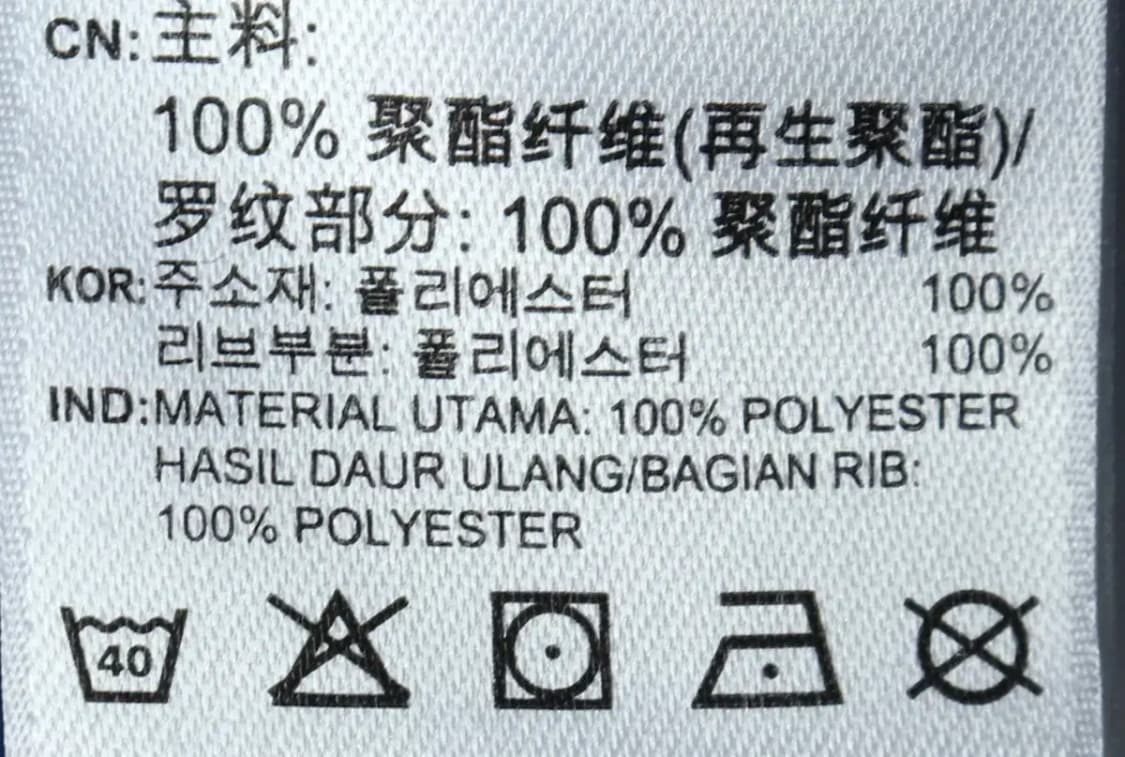 CN: 主料:
100% 聚酯纤维(再生聚酯)/
罗纹部分: 100% 聚酯纤维
KOR: 주소재: 폴리에스터 100%
리브부분: 폴리에스터 100%
IND: MATERIAL UTAMA: 100% POLYESTER
HASIL DAUR ULANG/BAGIAN RIB:
100% POLYESTER
40